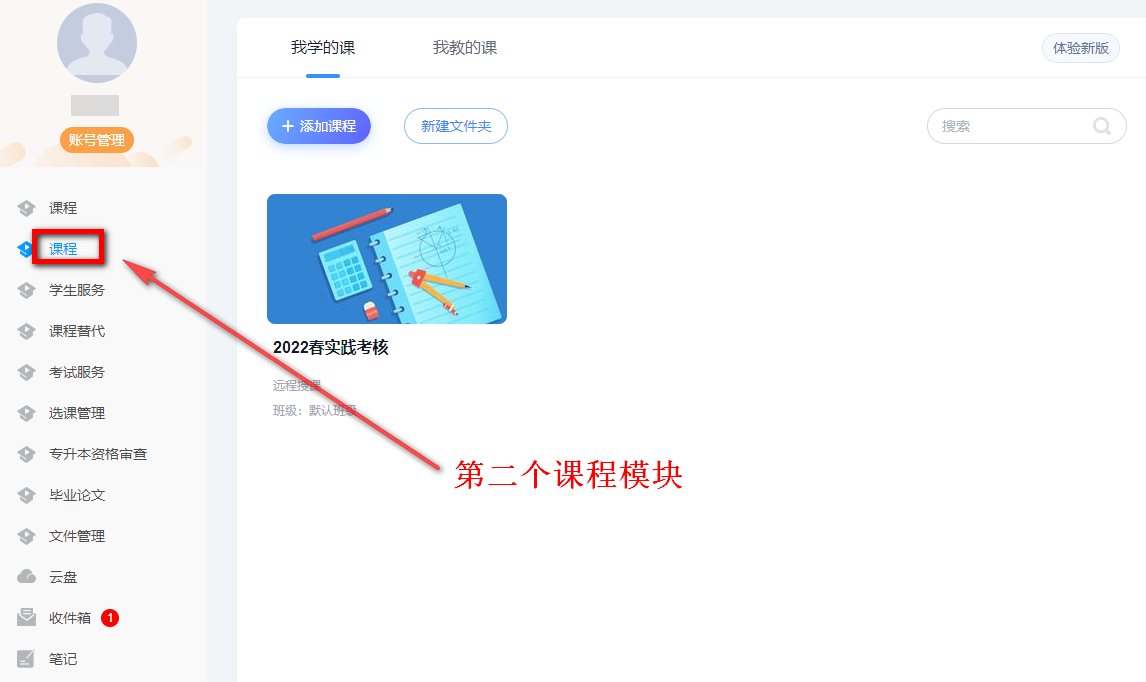 账号管理
课程
课程
学生服务
课程替代
考试服务
选课管理
专升本资格审查
毕业论文
文件管理
云盘
收件箱 1
笔记
我学的课 我教的课 体验新版
+ 添加课程 新建文件夹 搜索
2022春实践考核
远程授课
班级：默认班级
第二个课程模块